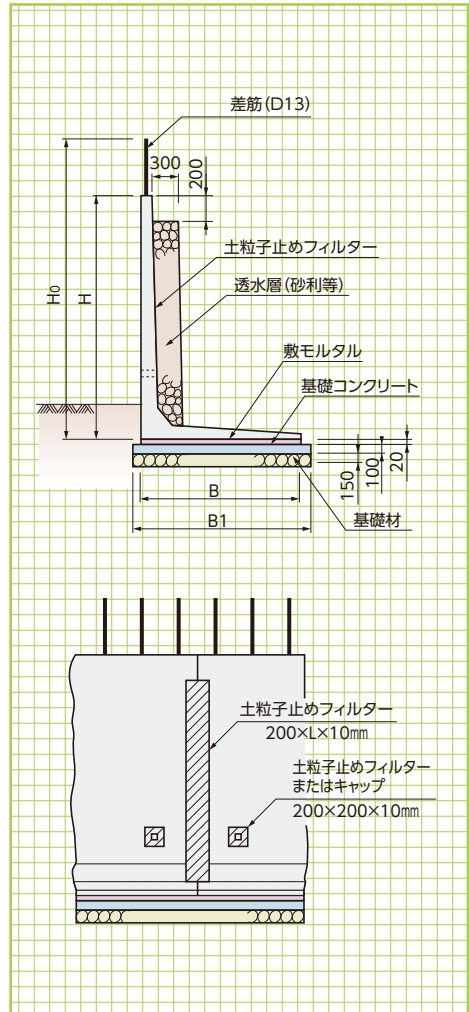 差筋(D13)
300
200
土粒子止めフィルター
透水層(砂利等)
H0
H
敷モルタル
基礎コンクリート
20
100
150
B
基礎材
B1
土粒子止めフィルター
200×L×10㎜
土粒子止めフィルター
またはキャップ
200×200×10㎜